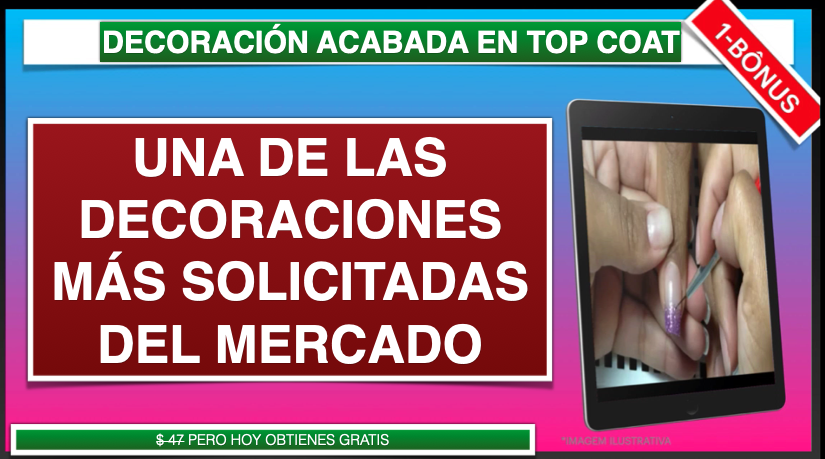 DECORACIÓN ACABADA EN TOP COAT
1-BÔNUS
UNA DE LAS
DECORACIONES
MÁS SOLICITADAS
DEL MERCADO
$ 47 PERO HOY OBTIENES GRATIS
*IMAGEM ILUSTRATIVA